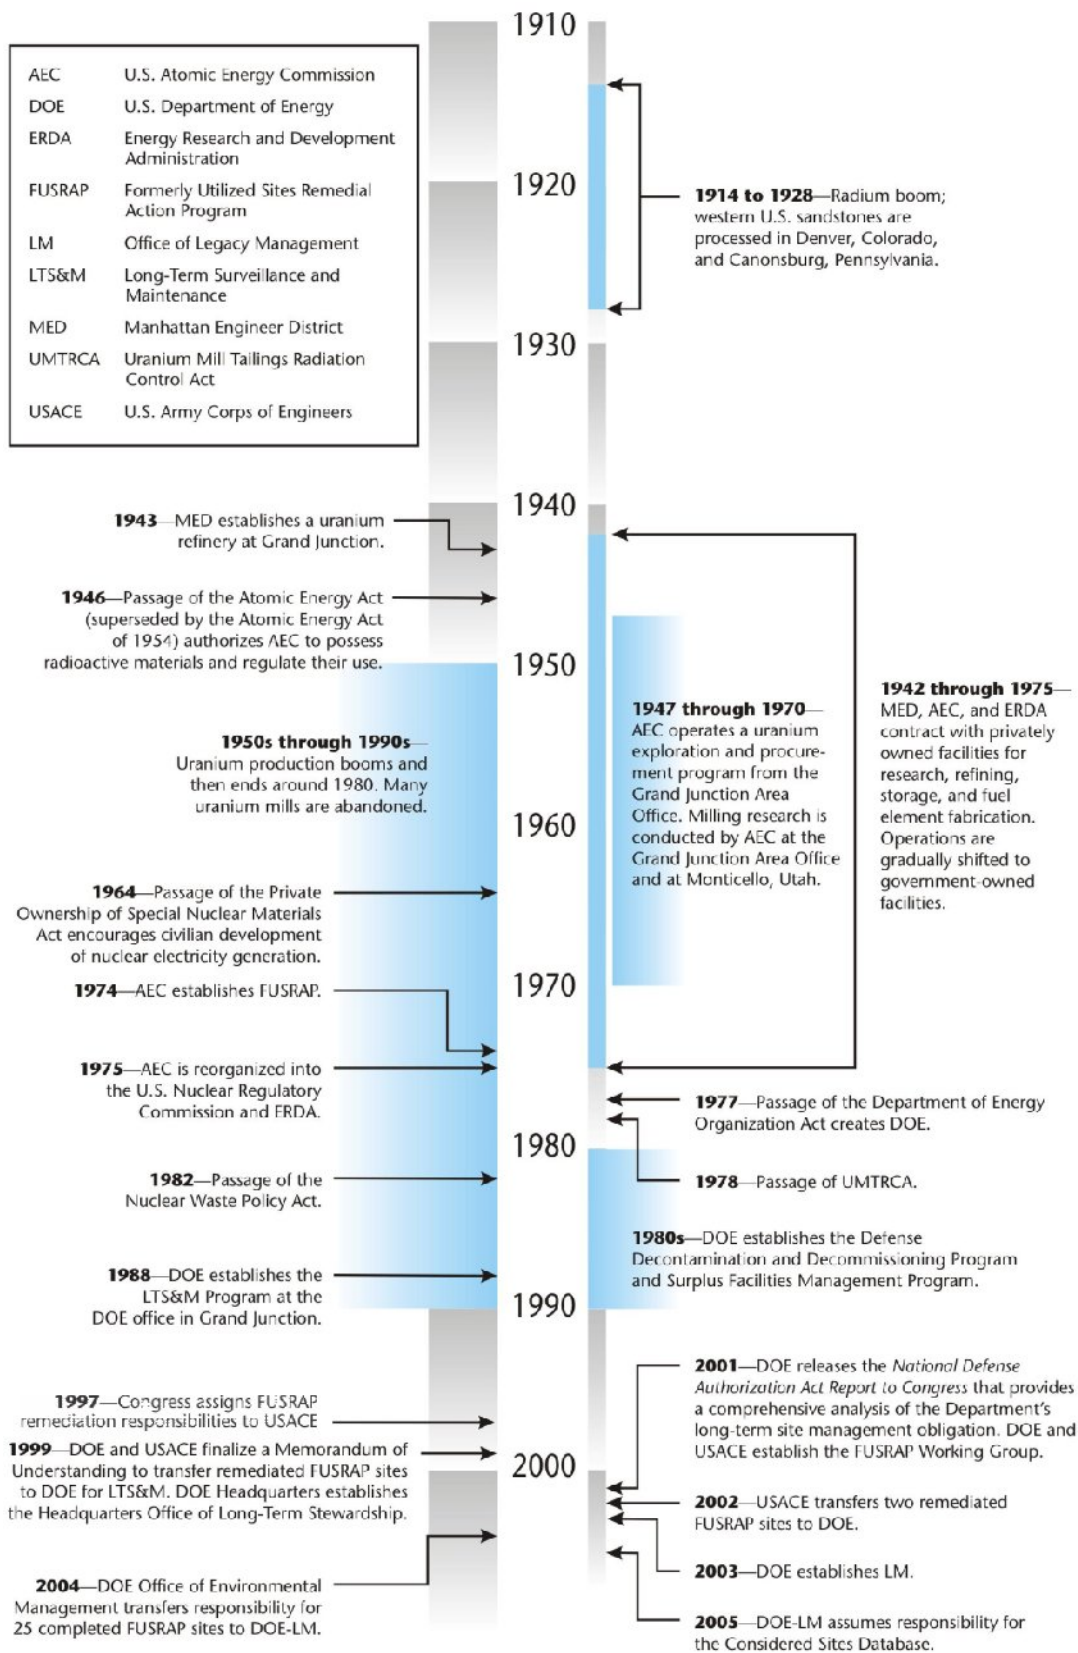 AEC U.S. Atomic Energy Commission
DOE U.S. Department of Energy
ERDA Energy Research and Development
Administration
FUSRAP Formerly Utilized Sites Remedial
Action Program
LM Office of Legacy Management
LTS&M Long-Term Surveillance and
Maintenance
MED Manhattan Engineer District
UMTRCA Uranium Mill Tailings Radiation
Control Act
USACE U.S. Army Corps of Engineers
1910
1920
1930
1940
1950
1960
1970
1980
1990
2000
1943—MED establishes a uranium
refinery at Grand Junction.
1946—Passage of the Atomic Energy Act
(superseded by the Atomic Energy Act
of 1954) authorizes AEC to possess
radioactive materials and regulate their use.
1950s through 1990s—
Uranium production booms and
then ends around 1980. Many
uranium mills are abandoned.
1964—Passage of the Private
Ownership of Special Nuclear Materials
Act encourages civilian development
of nuclear electricity generation.
1974—AEC establishes FUSRAP.
1975—AEC is reorganized into
the U.S. Nuclear Regulatory
Commission and ERDA.
1982—Passage of the
Nuclear Waste Policy Act.
1988—DOE establishes the
LTS&M Program at the
DOE office in Grand Junction.
1997—Congress assigns FUSRAP
remediation responsibilities to USACE
1999—DOE and USACE finalize a Memorandum of
Understanding to transfer remediated FUSRAP sites
to DOE for LTS&M. DOE Headquarters establishes
the Headquarters Office of Long-Term Stewardship.
2004—DOE Office of Environmental
Management transfers responsibility for
25 completed FUSRAP sites to DOE-LM.
1914 to 1928—Radium boom;
western U.S. sandstones are
processed in Denver, Colorado,
and Canonsburg, Pennsylvania.
1947 through 1970—
AEC operates a uranium
exploration and procure-
ment program from the
Grand Junction Area
Office. Milling research is
conducted by AEC at the
Grand Junction Area Office
and at Monticello, Utah.
1942 through 1975—
MED, AEC, and ERDA
contract with privately
owned facilities for
research, refining,
storage, and fuel
element fabrication.
Operations are
gradually shifted to
government-owned
facilities.
1977—Passage of the Department of Energy
Organization Act creates DOE.
1978—Passage of UMTRCA.
1980s—DOE establishes the Defense
Decontamination and Decommissioning Program
and Surplus Facilities Management Program.
2001—DOE releases the National Defense
Authorization Act Report to Congress that provides
a comprehensive analysis of the Department's
long-term site management obligation. DOE and
USACE establish the FUSRAP Working Group.
2002—USACE transfers two remediated
FUSRAP sites to DOE.
2003—DOE establishes LM.
2005—DOE-LM assumes responsibility for
the Considered Sites Database.